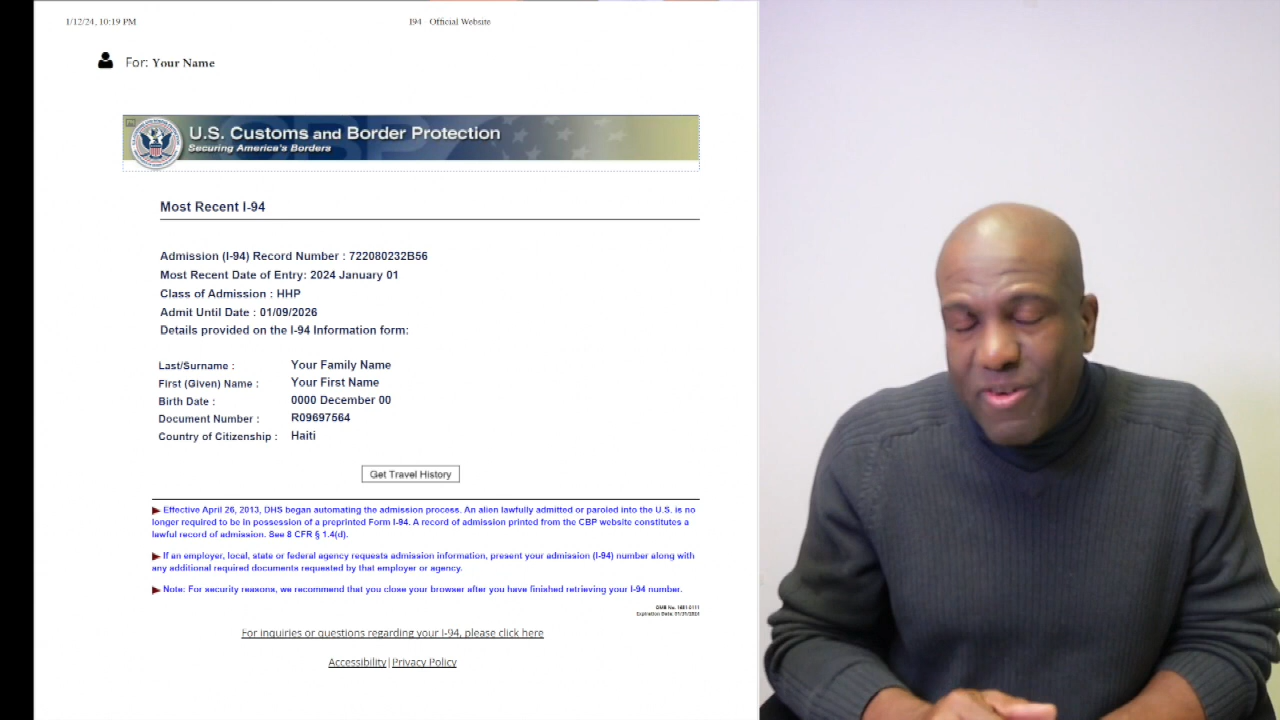 1/12/24, 10:19 PM
I94 - Official Website
For: Your Name
U.S. Customs and Border Protection
Securing America's Borders
Most Recent I-94
Admission (I-94) Record Number : 722080232B56
Most Recent Date of Entry: 2024 January 01
Class of Admission : HHP
Admit Until Date : 01/09/2026
Details provided on the I-94 Information form:
Last/Surname : Your Family Name
First (Given) Name : Your First Name
Birth Date : 0000 December 00
Document Number : R09697564
Country of Citizenship : Haiti
Get Travel History
Effective April 26, 2013, DHS began automating the admission process. An alien lawfully admitted or paroled into the U.S. is no
longer required to be in possession of a preprinted Form I-94. A record of admission printed from the CBP website constitutes a
lawful record of admission. See 8 CFR § 1.4(d).
If an employer, local, state or federal agency requests admission information, present your admission (I-94) number along with
any additional required documents requested by that employer or agency.
Note: For security reasons, we recommend that you close your browser after you have finished retrieving your I-94 number.
OMB No. 1651-0111
Expiration Date: 01/31/2024
For inquiries or questions regarding your I-94, please click here
Accessibility | Privacy Policy